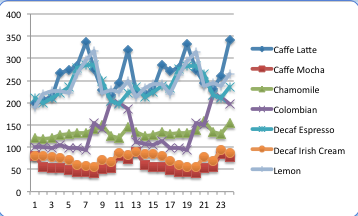 400
350
300
250
200
150
100
50
0
1 3 5 7 9 11 13 15 17 19 21 23
Caffe Latte
Caffe Mocha
Chamomile
Colombian
Decaf Espresso
Decaf Irish Cream
Lemon